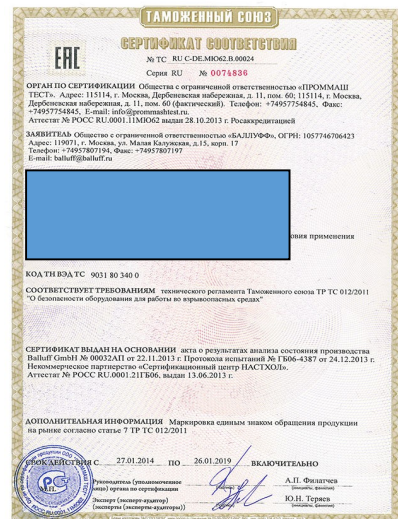 ТАМОЖЕННЫЙ СОЮЗ
СЕРТИФИКАТ СООТВЕТСТВИЯ
ЕАС
№ ТС RU C-DE.МЮ62.В.00024
Серия RU № 0074836
ОРГАН ПО СЕРТИФИКАЦИИ Общества с ограниченной ответственностью «ПРОММАШ
ТЕСТ». Адрес: 115114, г. Москва, Дербеневская набережная, д. 11, пом. 60; 115114, г. Москва,
Дербеневская набережная, д. 11, пом. 60 (фактический). Телефон: +74957754845, Факс:
+74957754845, E-mail: info@prommashtest.ru.
Аттестат № РОСС RU.0001.11МЮ62 выдан 28.10.2013 г. Росаккредитацией
ЗАЯВИТЕЛЬ Общество с ограниченной ответственностью «БАЛЛУФФ», ОГРН: 1057746706423
Адрес: 119071, г. Москва, ул. Малая Калужская, д.15, корп. 17
Телефон: +74957807194, Факс: +74957807197
E-mail: balluff@balluff.ru
овия применения
КОД ТН ВЭД ТС 9031 80 340 0
СООТВЕТСТВУЕТ ТРЕБОВАНИЯМ технического регламента Таможенного союза ТР ТС 012/2011
"О безопасности оборудования для работы во взрывоопасных средах"
СЕРТИФИКАТ ВЫДАН НА ОСНОВАНИИ акта о результатах анализа состояния производства
Balluff GmbH № 00032АП от 22.11.2013 г. Протокола испытаний № ГБ06-4387 от 24.12.2013 г.
Некоммерческое партнерство «Сертификационный центр НАСТХОЛ».
Аттестат № РОСС RU.0001.21ГБ06, выдан 13.06.2013 г.
ДОПОЛНИТЕЛЬНАЯ ИНФОРМАЦИЯ Маркировка единым знаком обращения продукции
на рынке согласно статье 7 ТР ТС 012/2011
СРОК ДЕЙСТВИЯ С 27.01.2014 ПО 26.01.2019 ВКЛЮЧИТЕЛЬНО
М.П.
Руководитель (уполномоченное
лицо) органа по сертификации
А.П. Филатчев
(инициалы, фамилия)
Эксперт (эксперт-аудитор)
(эксперты (эксперты-аудиторы))
Ю.Н. Теряев
(инициалы, фамилия)